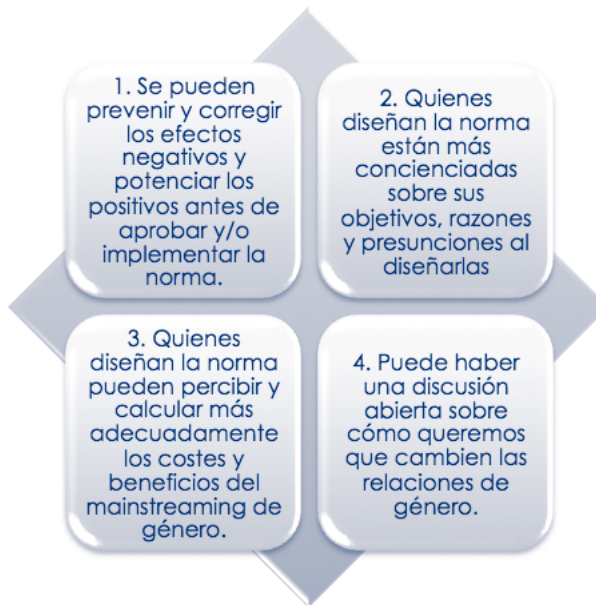 1. Se pueden
prevenir y corregir
los efectos
negativos y
potenciar los
positivos antes de
aprobar y/o
implementar la
norma.
2. Quienes
diseñan la norma
están más
concienciadas
sobre sus
objetivos, razones
y presunciones al
diseñarlas
3. Quienes
diseñan la norma
pueden percibir y
calcular más
adecuadamente
los costes y
beneficios del
mainstreaming de
género.
4. Puede haber
una discusión
abierta sobre
cómo queremos
que cambien las
relaciones de
género.